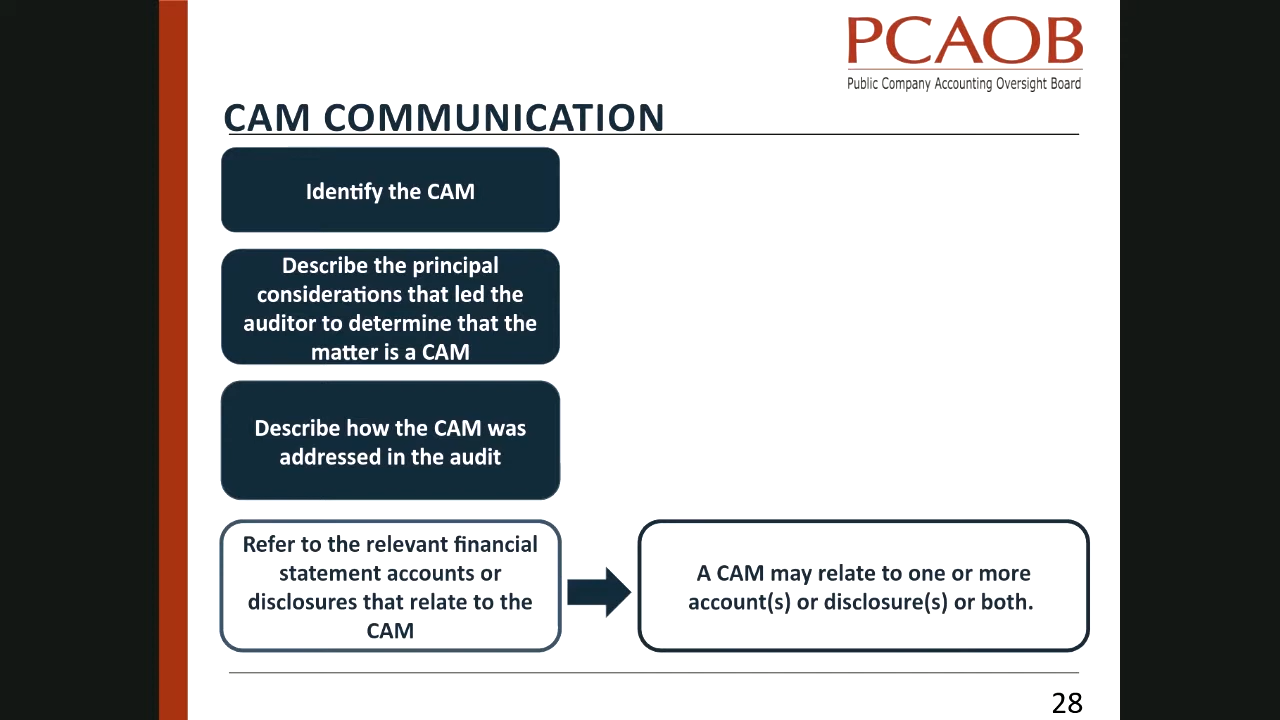 PCAOB
Public Company Accounting Oversight Board
CAM COMMUNICATION
Identify the CAM
Describe the principal
considerations that led the
auditor to determine that the
matter is a CAM
Describe how the CAM was
addressed in the audit
Refer to the relevant financial
statement accounts or
disclosures that relate to the
CAM
A CAM may relate to one or more
account(s) or disclosure(s) or both.
28